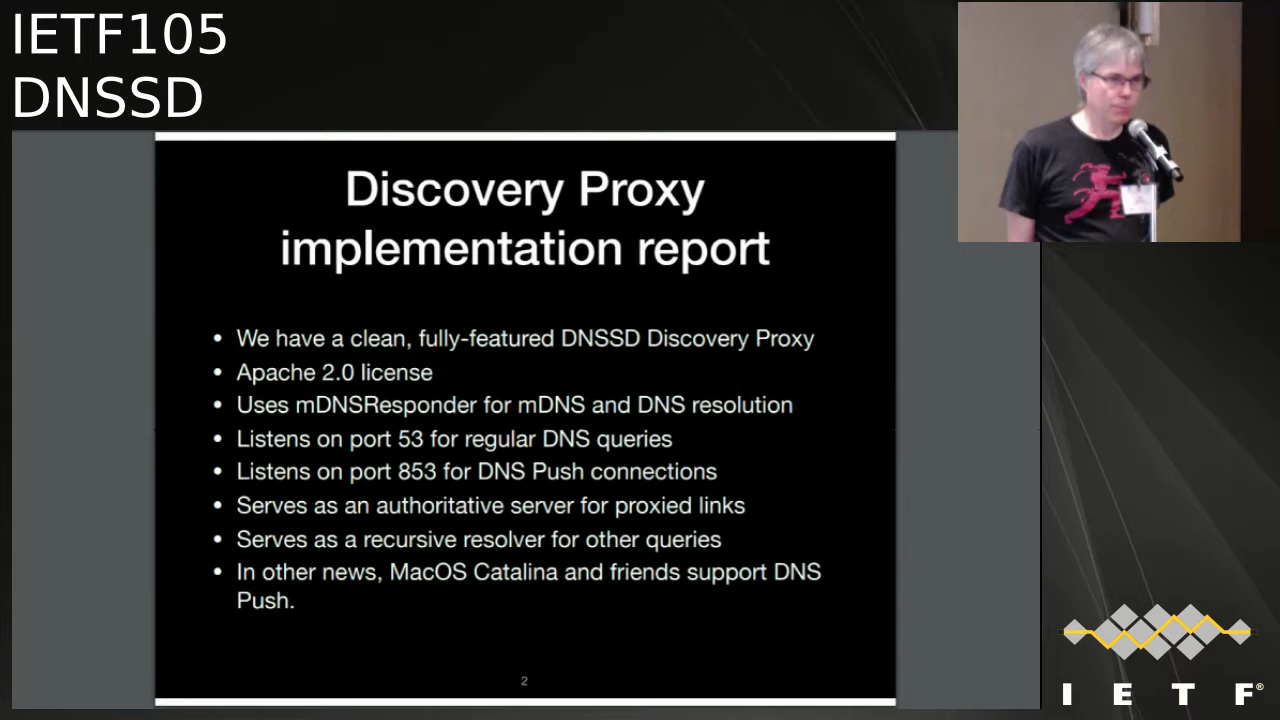 IETF105
DNSSD
Discovery Proxy
implementation report
• We have a clean, fully-featured DNSSD Discovery Proxy
• Apache 2.0 license
• Uses mDNSResponder for mDNS and DNS resolution
• Listens on port 53 for regular DNS queries
• Listens on port 853 for DNS Push connections
• Serves as an authoritative server for proxied links
• Serves as a recursive resolver for other queries
• In other news, MacOS Catalina and friends support DNS
Push.
2
I E T F®